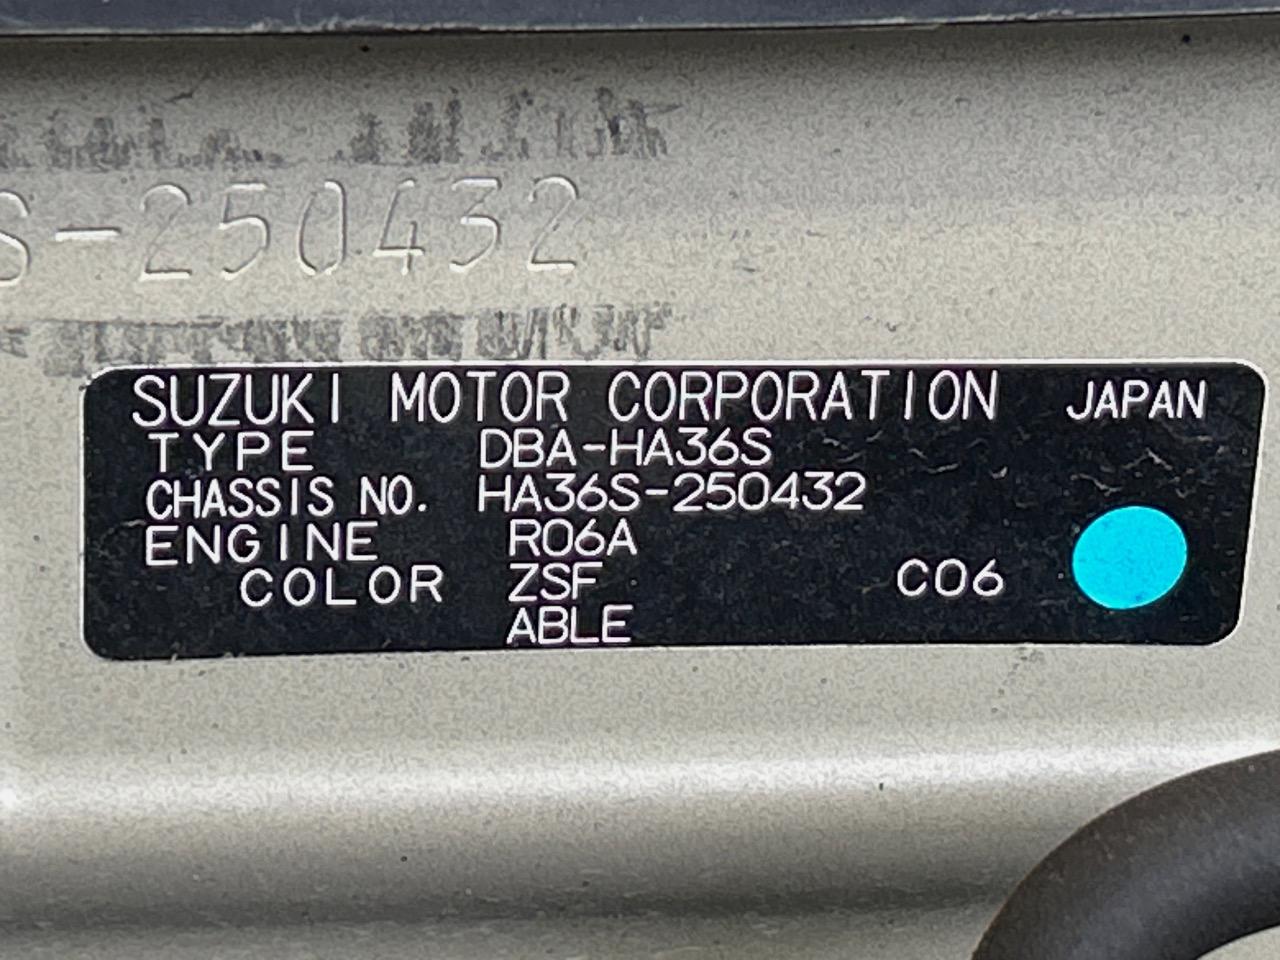 S-250432
SUZUKI MOTOR CORPORATION JAPAN
TYPE DBA-HA36S
CHASSIS NO. HA36S-250432
ENGINE R06A
COLOR ZSF C06
ABLE